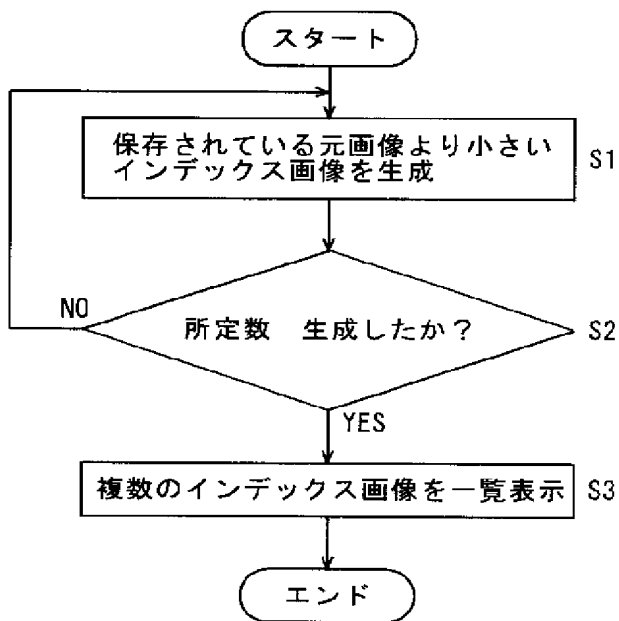 スタート
保存されている元画像より小さい
インデックス画像を生成
S1
NO
所定数 生成したか？
S2
YES
複数のインデックス画像を一覧表示
S3
エンド